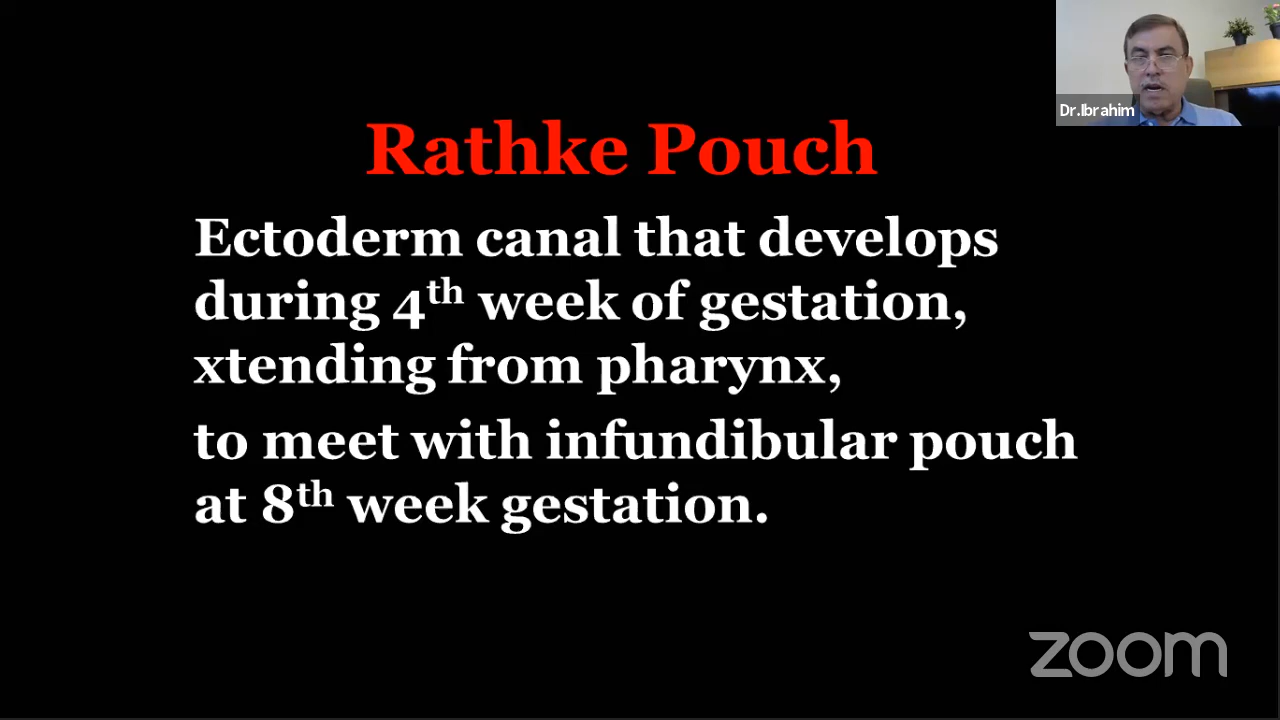 Dr.Ibrahim
Rathke Pouch
Ectoderm canal that develops
during 4th week of gestation,
xtending from pharynx,
to meet with infundibular pouch
at 8th week gestation.
zoom